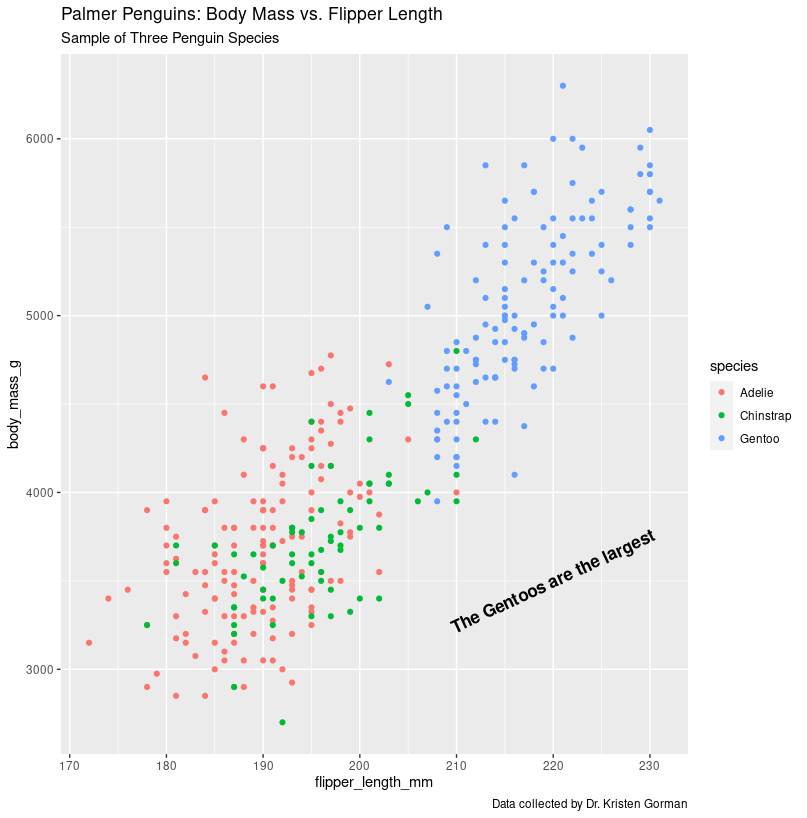 Palmer Penguins: Body Mass vs. Flipper Length
Sample of Three Penguin Species
body_mass_g
6000
5000
4000
3000
The Gentoos are the largest
170 180 190 200 210 220 230
flipper_length_mm
species
Adelie
Chinstrap
Gentoo
Data collected by Dr. Kristen Gorman